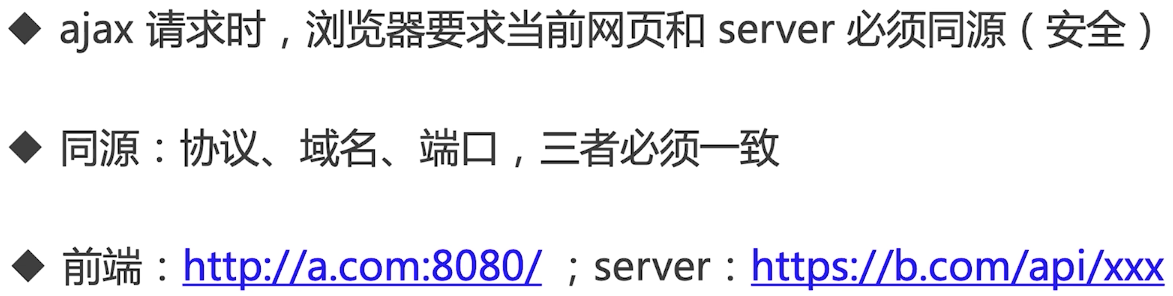 ◆ ajax 请求时，浏览器要求当前网页和 server 必须同源（安全）
◆ 同源：协议、域名、端口，三者必须一致
◆ 前端：http://a.com:8080/ ；server：https://b.com/api/xxx